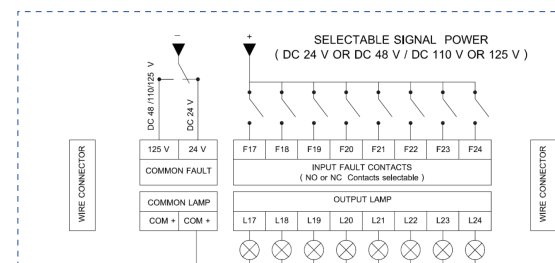 SELECTABLE SIGNAL POWER
( DC 24 V OR DC 48 V / DC 110 V OR 125 V )
−
+
DC 48 /110/125 V
DC 24 V
125 V 24 V F17 F18 F19 F20 F21 F22 F23 F24
COMMON FAULT
INPUT FAULT CONTACTS
( NO or NC Contacts selectable )
WIRE CONNECTOR
WIRE CONNECTOR
COMMON LAMP
OUTPUT LAMP
COM + COM + L17 L18 L19 L20 L21 L22 L23 L24